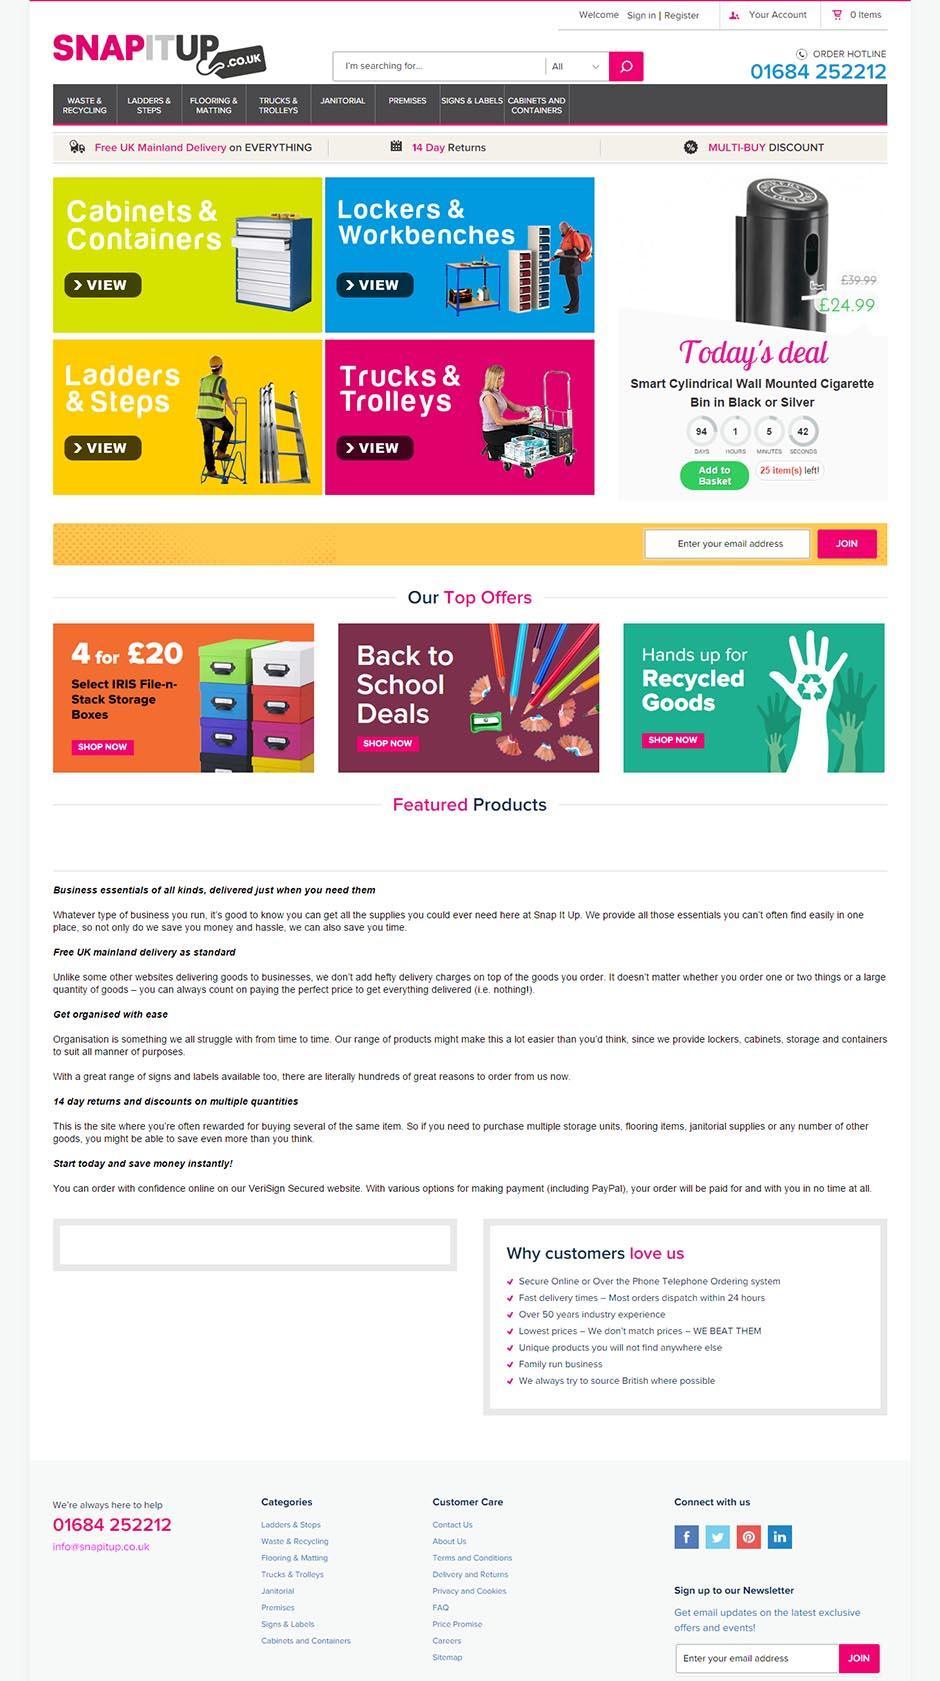 Welcome Sign in | Register Your Account 0 Items
SNAPITUP.CO.UK
I'm searching for... All
ORDER HOTLINE
01684 252212
WASTE & RECYCLING
LADDERS & STEPS
FLOORING & MATTING
TRUCKS & TROLLEYS
JANITORIAL
PREMISES
SIGNS & LABELS
CABINETS AND CONTAINERS
Free UK Mainland Delivery on EVERYTHING
14 Day Returns
MULTI-BUY DISCOUNT
Cabinets &
Containers
> VIEW
Lockers &
Workbenches
> VIEW
Ladders
& Steps
> VIEW
Trucks &
Trolleys
> VIEW
£39.99
£24.99
Today's deal
Smart Cylindrical Wall Mounted Cigarette
Bin in Black or Silver
94 1 5 42
DAYS HOURS MINUTES SECONDS
Add to
Basket
25 item(s) left!
Enter your email address JOIN
Our Top Offers
4 for £20
Select IRIS File-n-
Stack Storage
Boxes
SHOP NOW
Back to
School
Deals
SHOP NOW
Hands up for
Recycled
Goods
SHOP NOW
Featured Products
Business essentials of all kinds, delivered just when you need them
Whatever type of business you run, it's good to know you can get all the supplies you could ever need here at Snap It Up. We provide all those essentials you can't often find easily in one
place, so not only do we save you money and hassle, we can also save you time.
Free UK mainland delivery as standard
Unlike some other websites delivering goods to businesses, we don't add hefty delivery charges on top of the goods you order. It doesn't matter whether you order one or two things or a large
quantity of goods – you can always count on paying the perfect price to get everything delivered (i.e. nothing!).
Get organised with ease
Organisation is something we all struggle with from time to time. Our range of products might make this a lot easier than you'd think, since we provide lockers, cabinets, storage and containers
to suit all manner of purposes.
With a great range of signs and labels available too, there are literally hundreds of great reasons to order from us now.
14 day returns and discounts on multiple quantities
This is the site where you're often rewarded for buying several of the same item. So if you need to purchase multiple storage units, flooring items, janitorial supplies or any number of other
goods, you might be able to save even more than you think.
Start today and save money instantly!
You can order with confidence online on our VeriSign Secured website. With various options for making payment (including PayPal), your order will be paid for and with you in no time at all.
Why customers love us
Secure Online or Over the Phone Telephone Ordering system
Fast delivery times – Most orders dispatch within 24 hours
Over 50 years industry experience
Lowest prices – We don't match prices – WE BEAT THEM
Unique products you will not find anywhere else
Family run business
We always try to source British where possible
We're always here to help
01684 252212
info@snapitup.co.uk
Categories
Ladders & Steps
Waste & Recycling
Flooring & Matting
Trucks & Trolleys
Janitorial
Premises
Signs & Labels
Cabinets and Containers
Customer Care
Contact Us
About Us
Terms and Conditions
Delivery and Returns
Privacy and Cookies
FAQ
Price Promise
Careers
Sitemap
Connect with us
Sign up to our Newsletter
Get email updates on the latest exclusive
offers and events!
Enter your email address JOIN